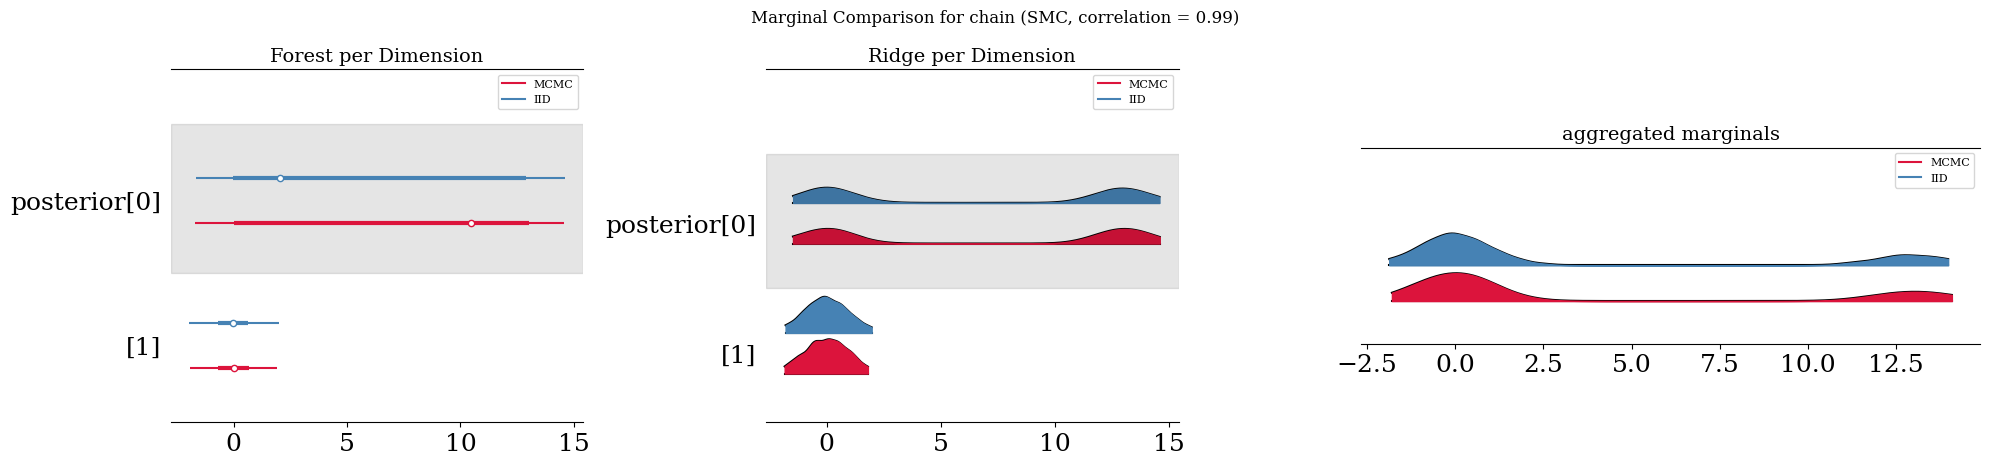 Marginal Comparison for chain (SMC, correlation = 0.99)
Forest per Dimension
MCMC
IID
posterior[0]
[1]
0 5 10 15
Ridge per Dimension
MCMC
IID
posterior[0]
[1]
0 5 10 15
aggregated marginals
MCMC
IID
−2.5 0.0 2.5 5.0 7.5 10.0 12.5